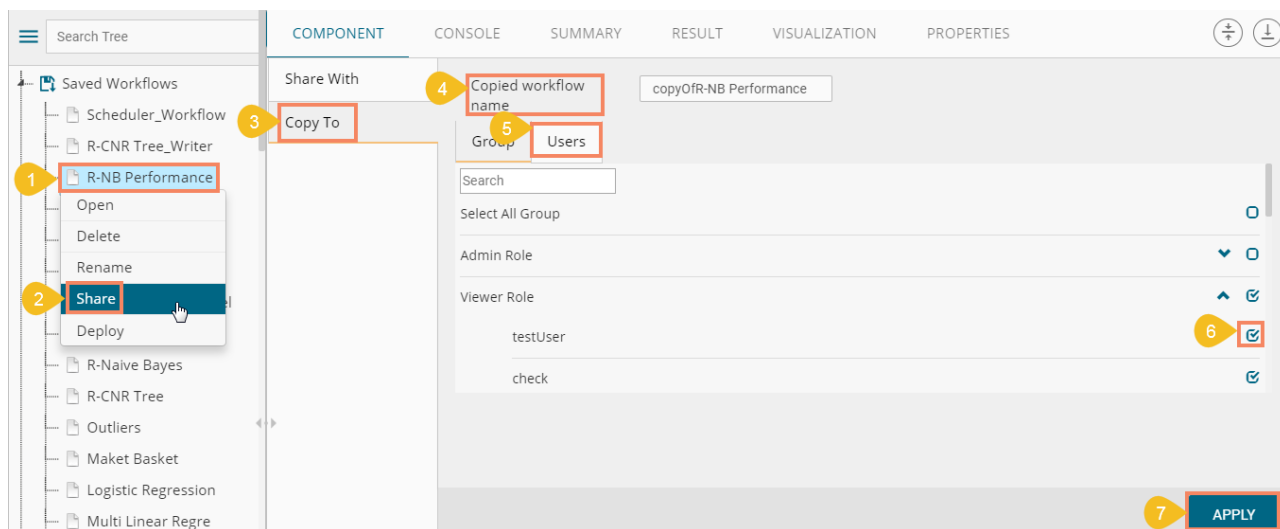 Search Tree
Saved Workflows
Scheduler_Workflow
R-CNR Tree_Writer
1
R-NB Performance
Open
Delete
Rename
2
Share
Deploy
R-Naive Bayes
R-CNR Tree
Outliers
Maket Basket
Logistic Regression
Multi Linear Regre
COMPONENT CONSOLE SUMMARY RESULT VISUALIZATION PROPERTIES
Share With
3
Copy To
4
Copied workflow
name
copyOfR-NB Performance
5
Group Users
Search
Select All Group
Admin Role
Viewer Role
testUser
6
check
7
APPLY